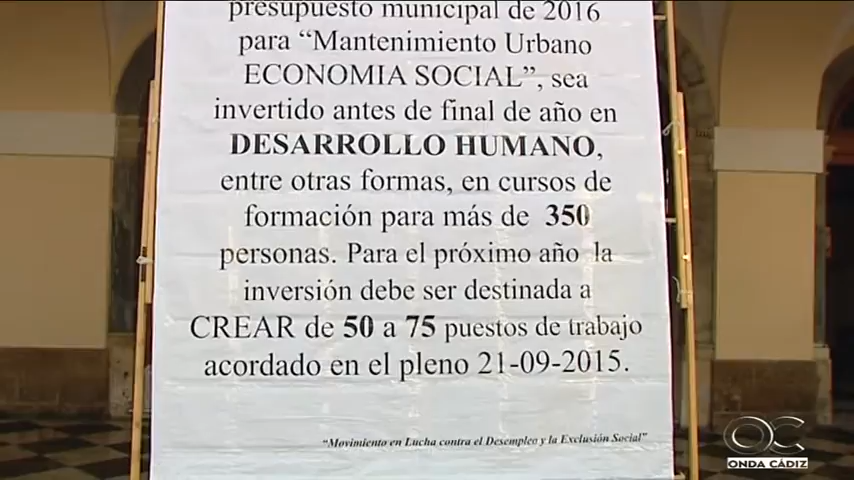 presupuesto municipal de 2016
para “Mantenimiento Urbano
ECONOMIA SOCIAL”, sea
invertido antes de final de año en
DESARROLLO HUMANO,
entre otras formas, en cursos de
formación para más de 350
personas. Para el próximo año la
inversión debe ser destinada a
CREAR de 50 a 75 puestos de trabajo
acordado en el pleno 21-09-2015.
“Movimiento en Lucha contra el Desempleo y la Exclusión Social”
OC
ONDA CÁDIZ